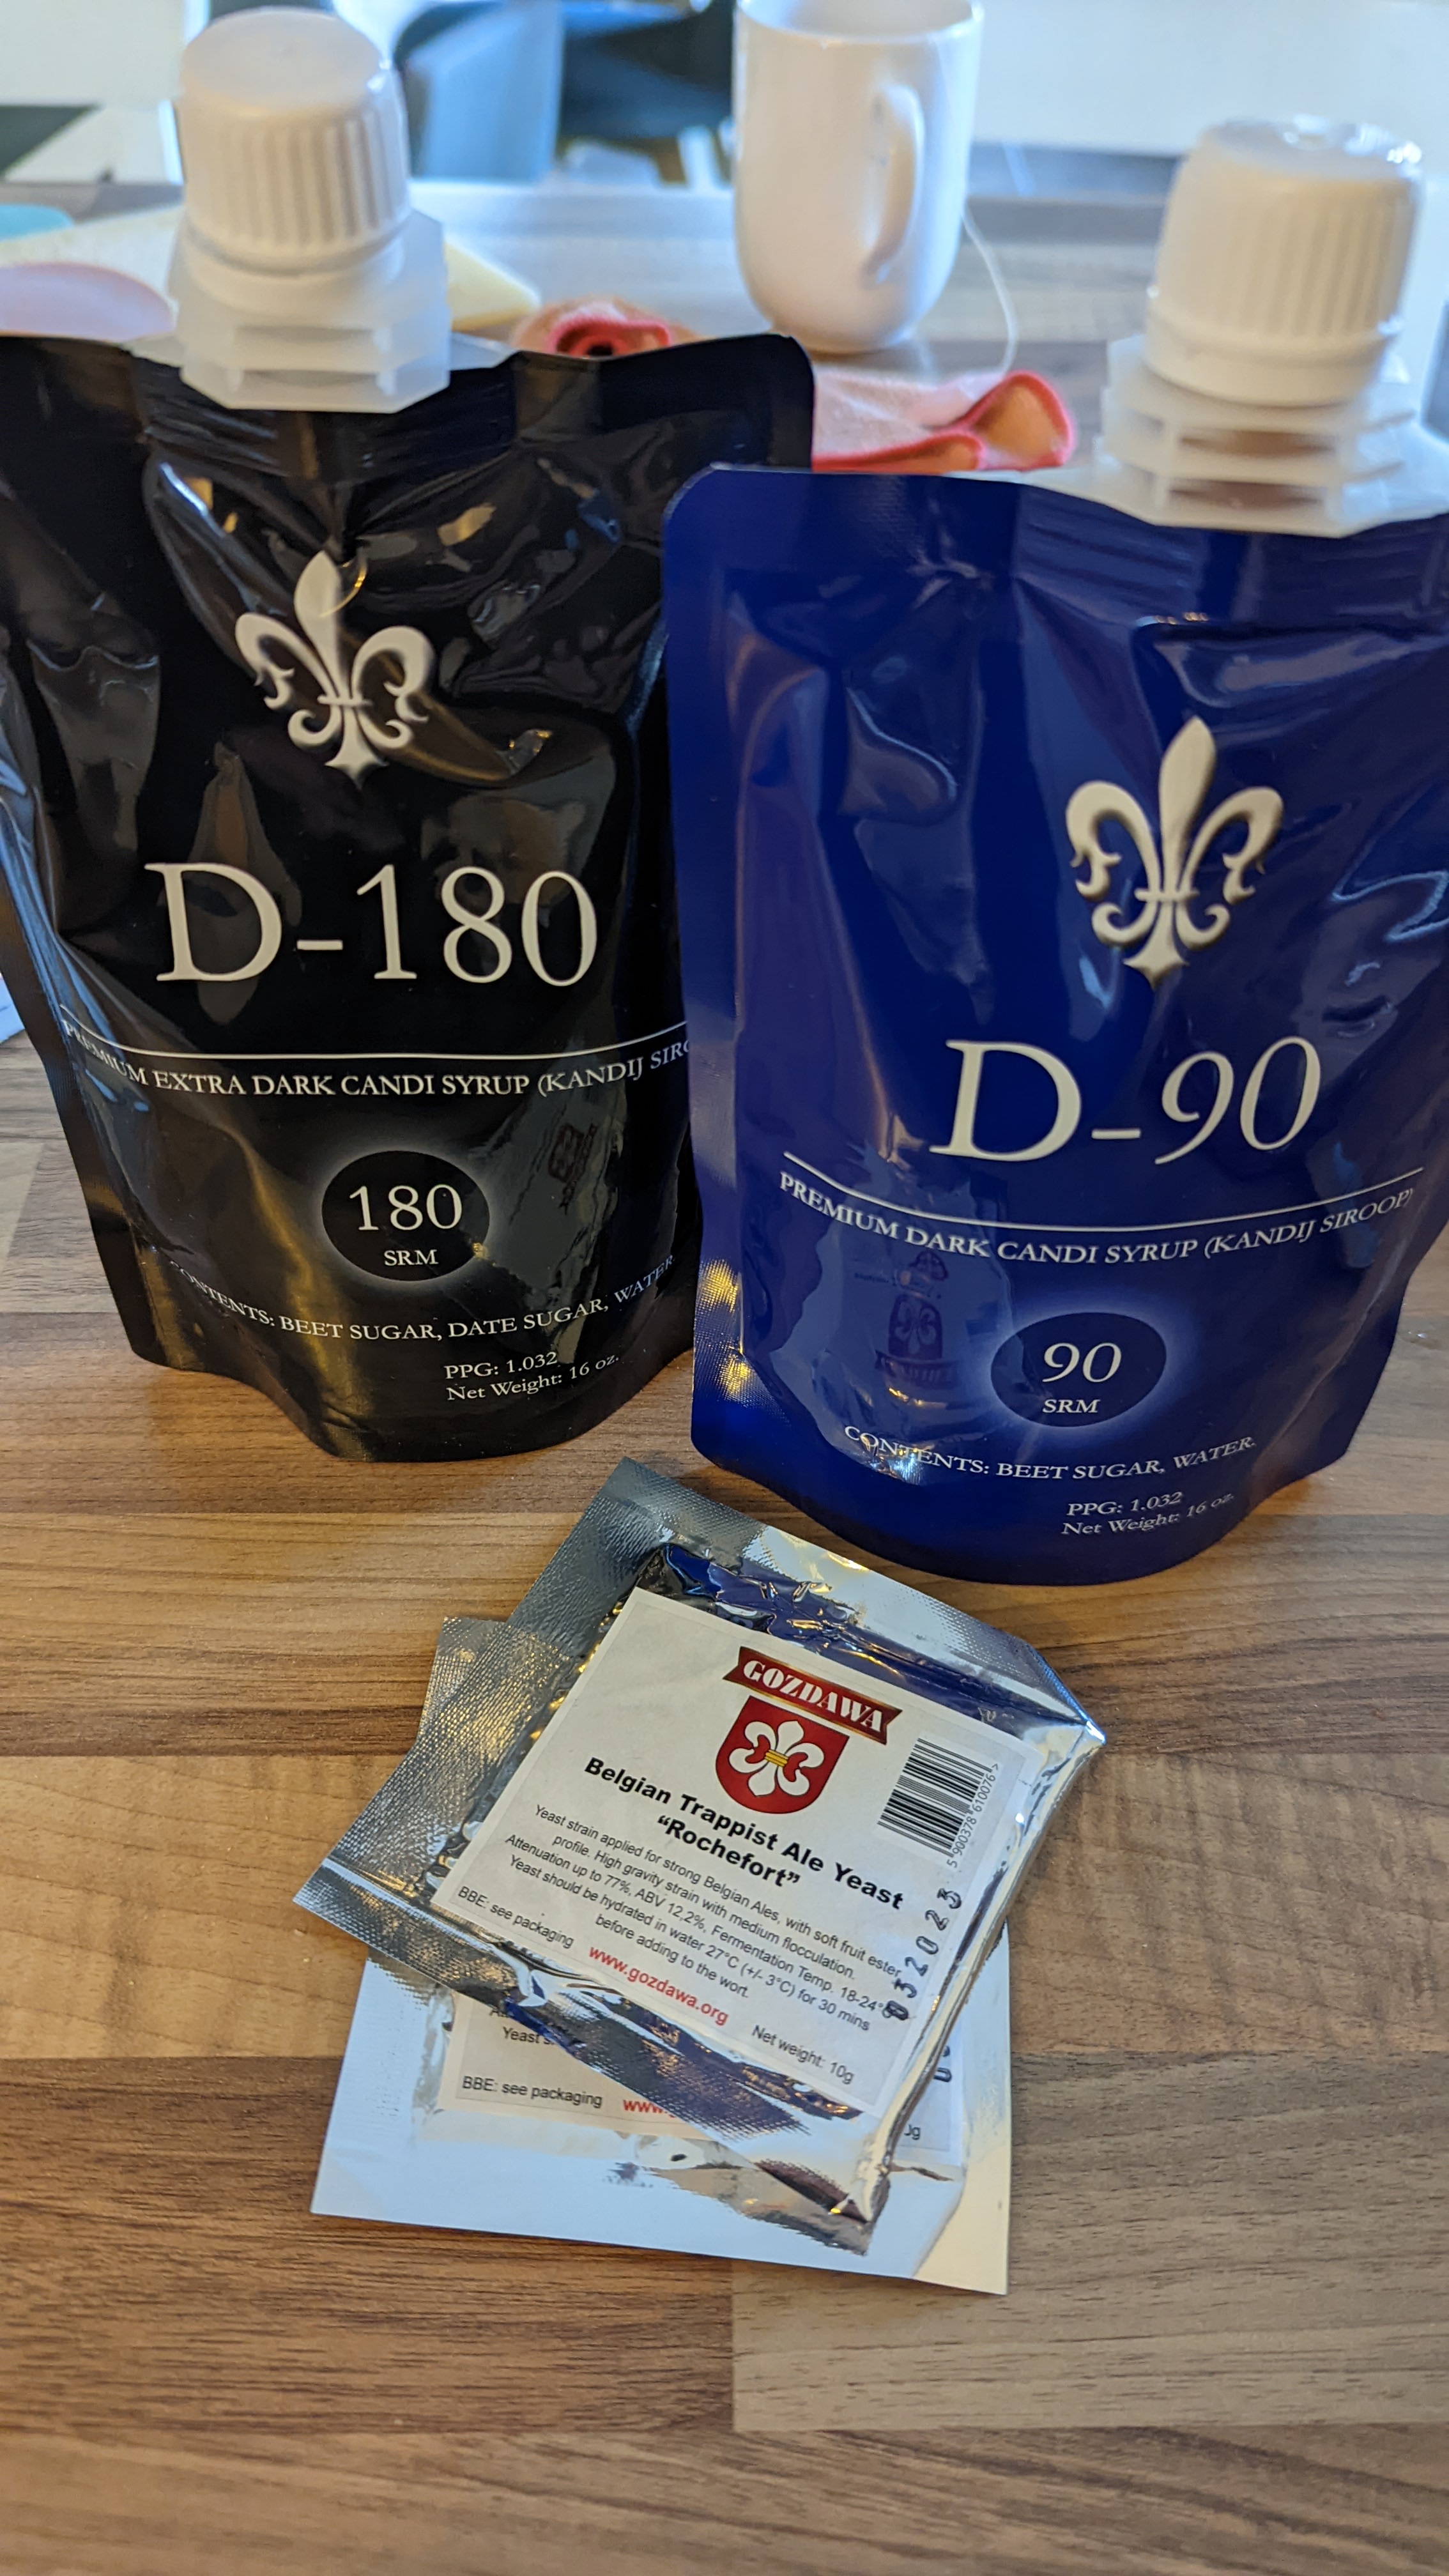 D-180
PREMIUM EXTRA DARK CANDI SYRUP (KANDIJ
180
SRM
CONTENTS: BEET SUGAR, DATE SUGAR, WATER.
PPG: 1.032
Net Weight: 16 oz.
D-90
PREMIUM DARK CANDI SYRUP (KANDIJ SIROOP)
90
SRM
CONTENTS: BEET SUGAR, WATER.
PPG: 1.032
Net Weight: 16 oz.
GOZDAWA
Belgian Trappist Ale Yeast
“Rochefort”
Yeast strain applied for strong Belgian Ales, with soft fruit ester
profile. High gravity strain with medium flocculation.
Attenuation up to 77%, ABV 12,2%, Fermentation Temp. 18-24°
Yeast should be hydrated in water 27°C (+/- 3°C) for 30 mins
before adding to the wort.
BBE: see packaging
www.gozdawa.org
Net weight: 10g
5 900378 610076 >
032023
Yeast
BBE: see packaging